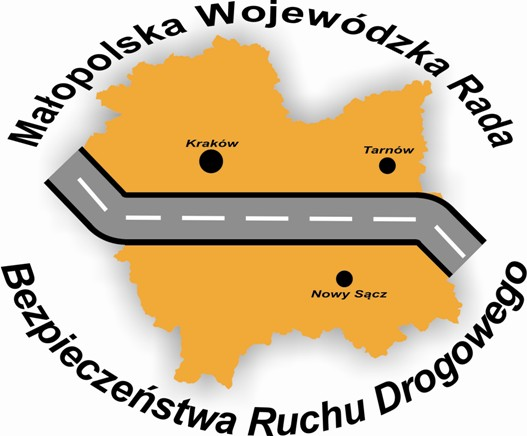 Małopolska Wojewódzka Rada
Kraków
Tarnów
Nowy Sącz
Bezpieczeństwa Ruchu Drogowego